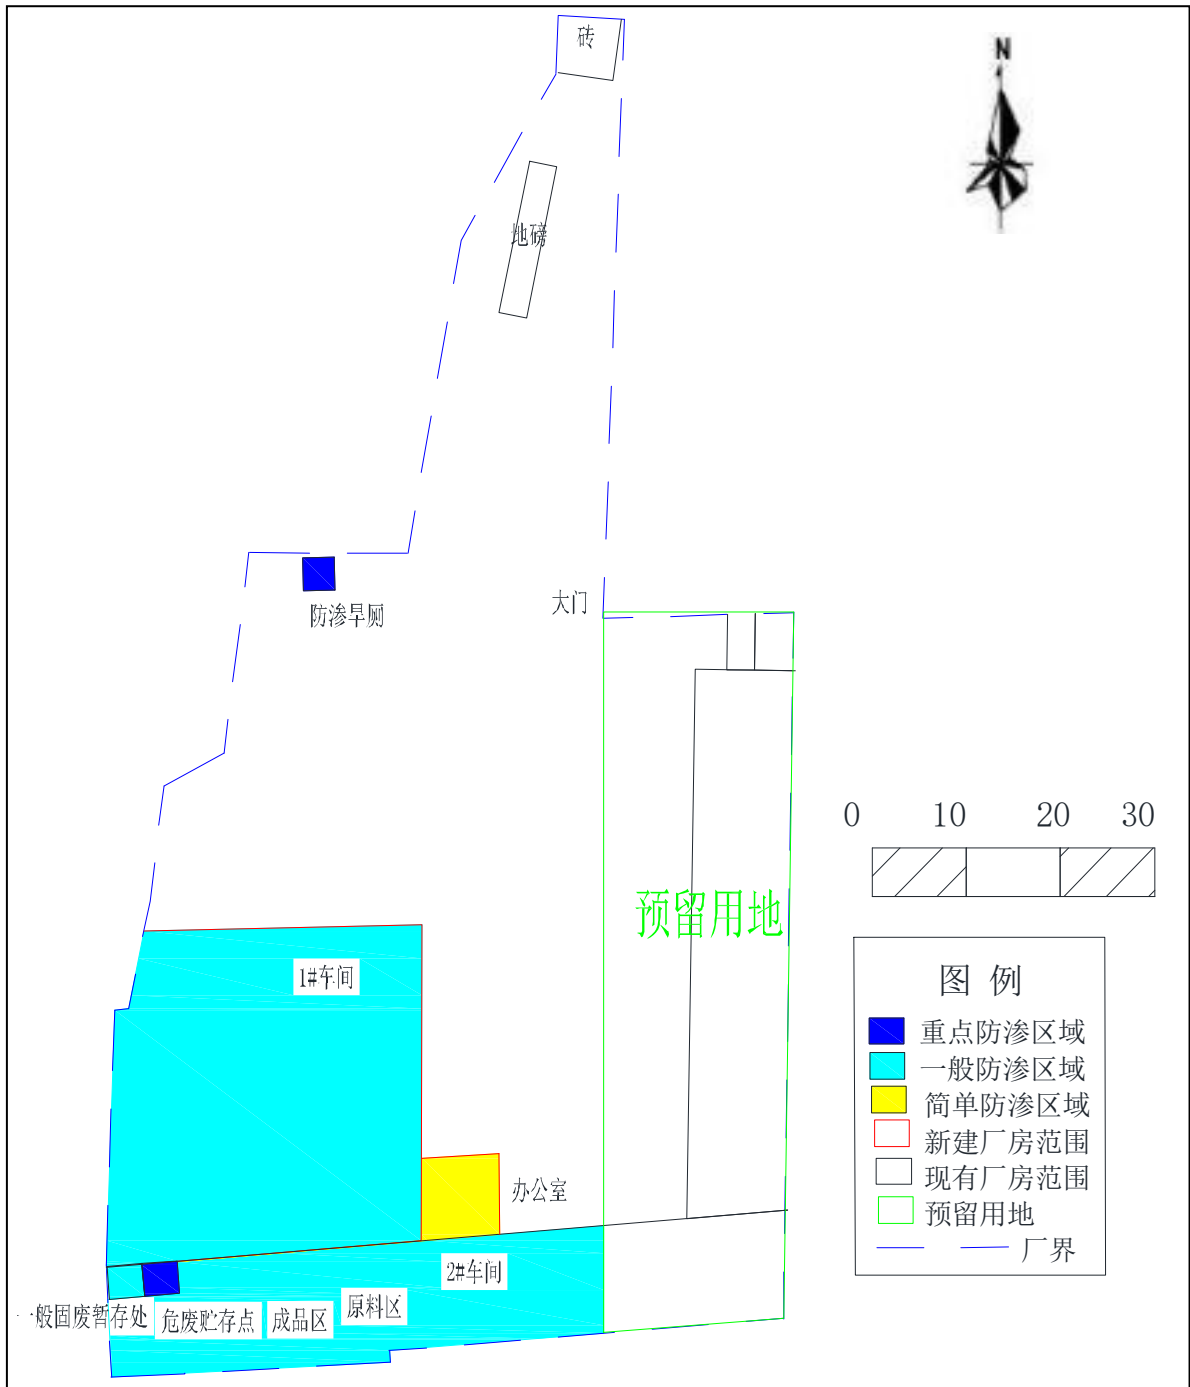 砖
N
地磅
防渗旱厕
大门
0 10 20 30
预留用地
1#车间
图 例
重点防渗区域
一般防渗区域
简单防渗区域
新建厂房范围
现有厂房范围
预留用地
厂界
办公室
2#车间
一般固废暂存处
危废贮存点
成品区
原料区